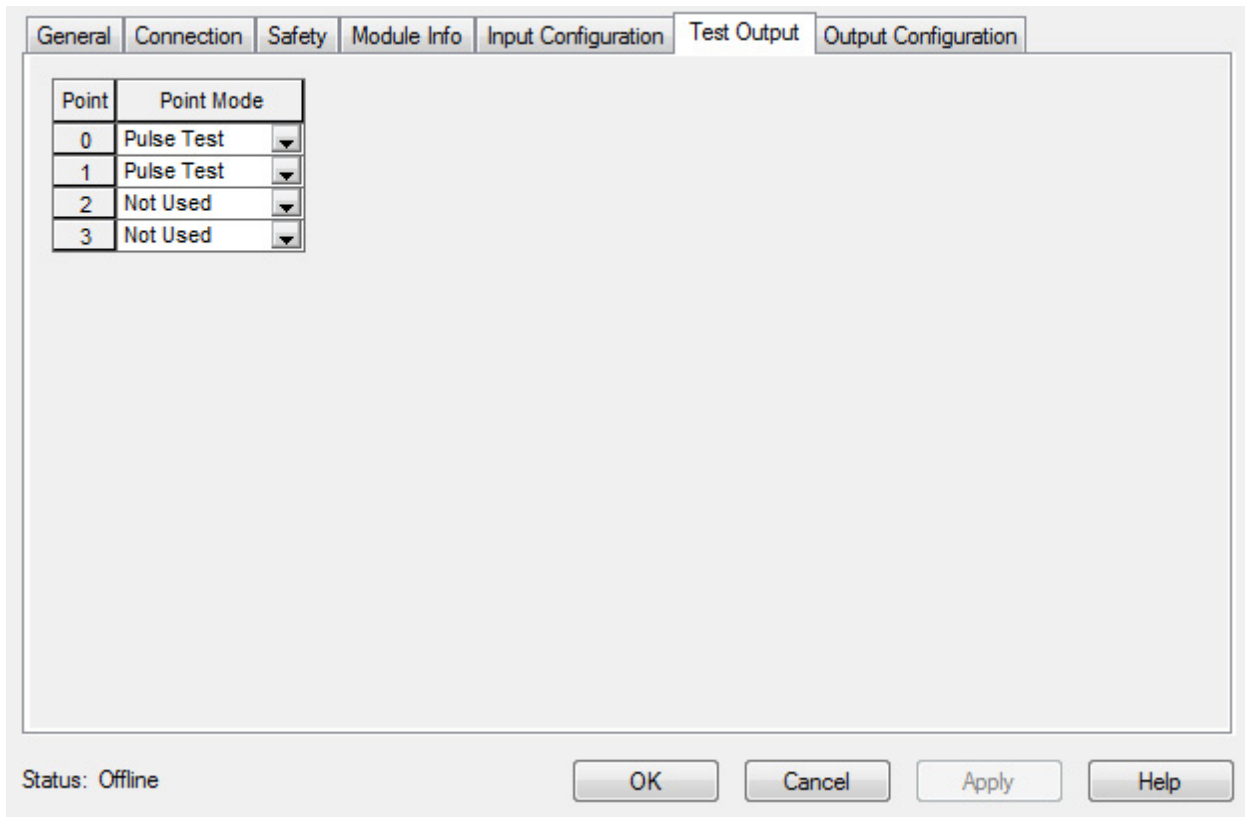 General Connection Safety Module Info Input Configuration Test Output Output Configuration
Point Point Mode
0 Pulse Test
1 Pulse Test
2 Not Used
3 Not Used
Status: Offline OK Cancel Apply Help